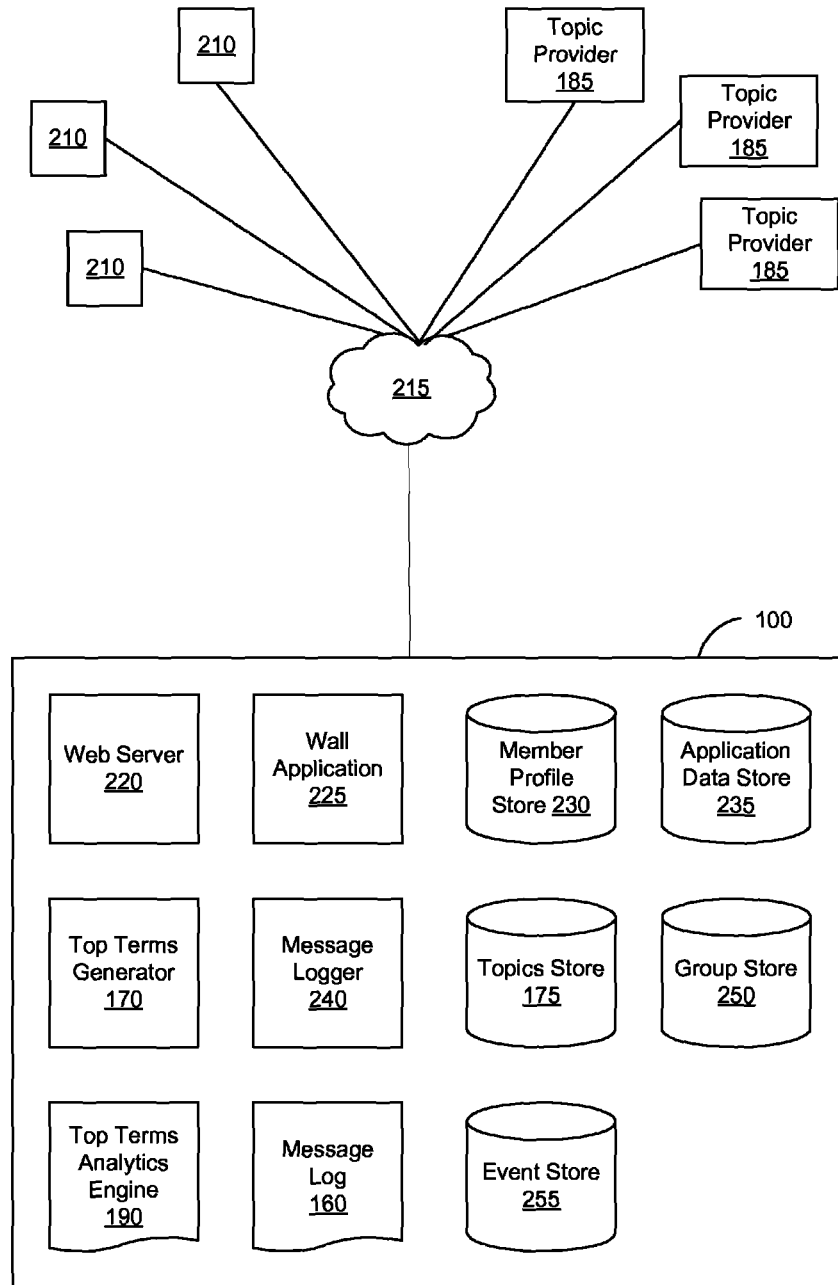 210
Topic
Provider
185
210
Topic
Provider
185
210
Topic
Provider
185
215
100
Web Server
220
Wall
Application
225
Member
Profile
Store 230
Application
Data Store
235
Top Terms
Generator
170
Message
Logger
240
Topics Store
175
Group Store
250
Top Terms
Analytics
Engine
190
Message
Log
160
Event Store
255